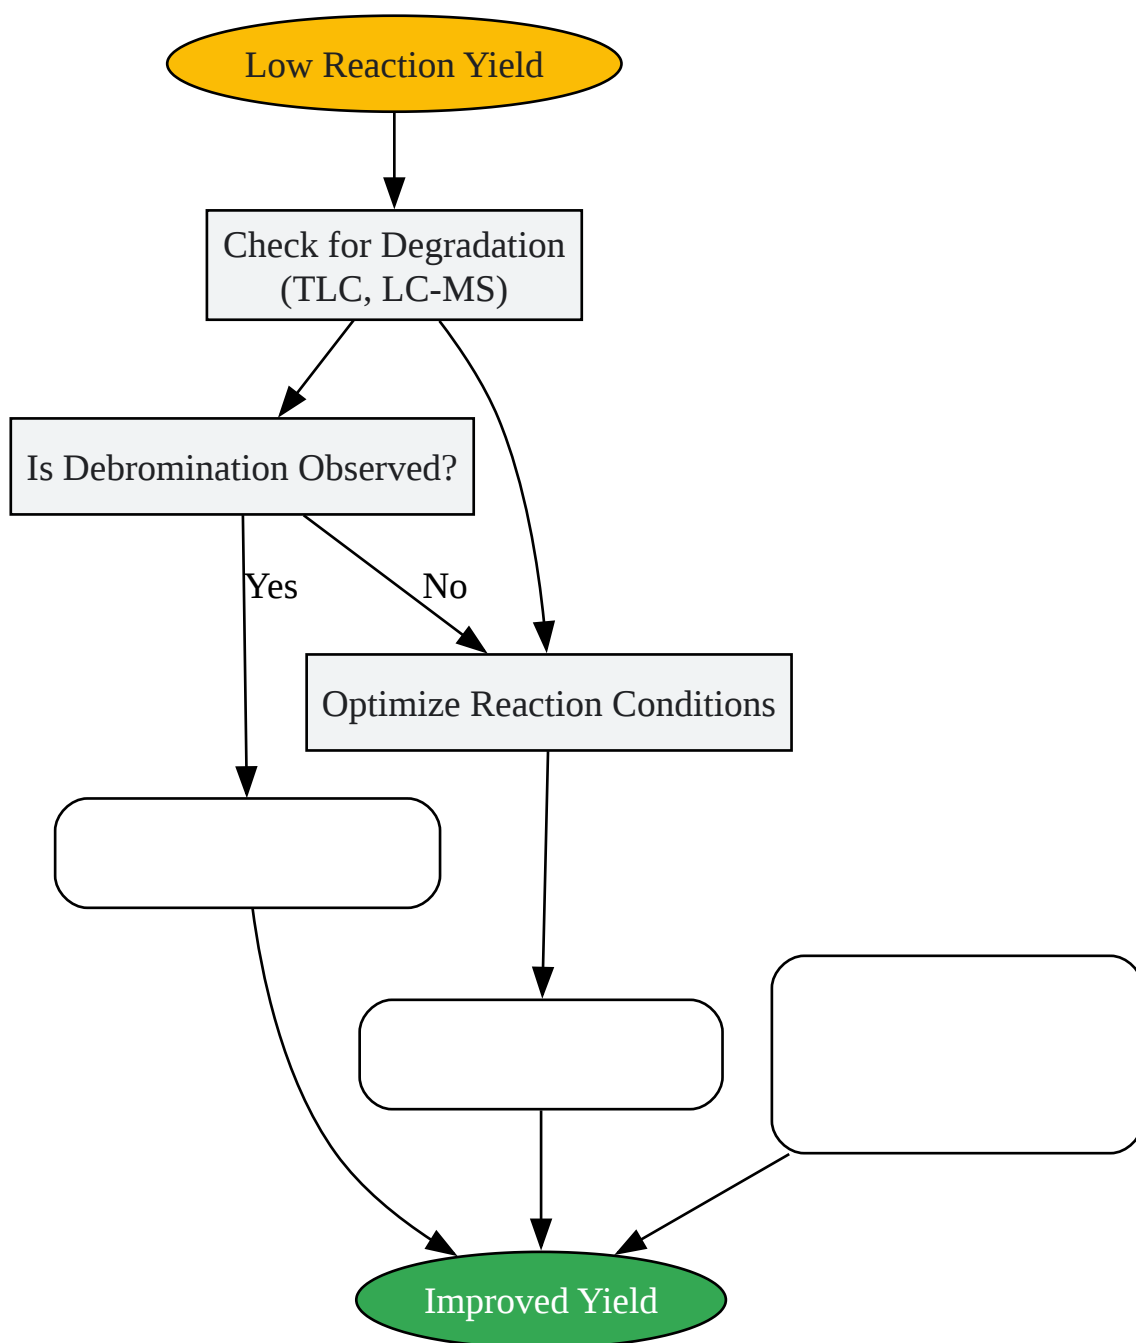 Low Reaction Yield
Check for Degradation
(TLC, LC-MS)
Is Debromination Observed?
Yes
No
Optimize Reaction Conditions
Improved Yield